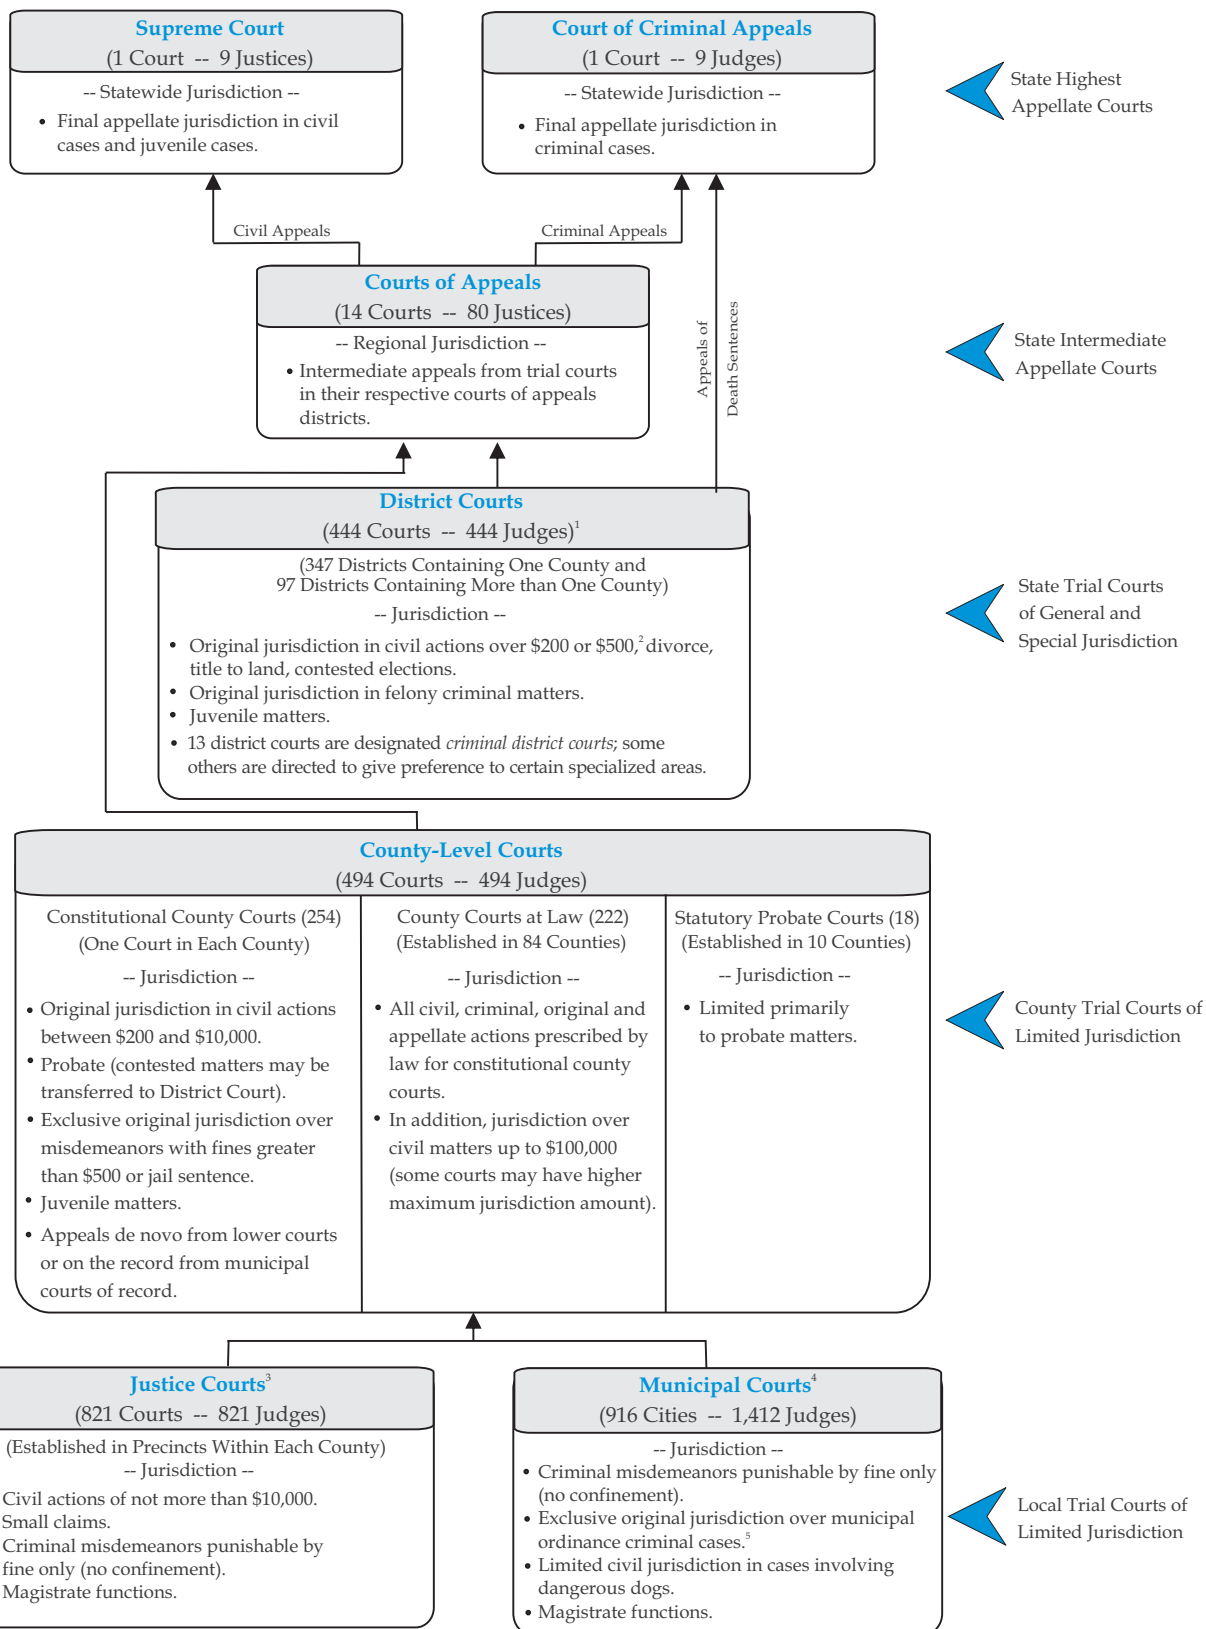 Supreme Court
(1 Court -- 9 Justices)
-- Statewide Jurisdiction --
• Final appellate jurisdiction in civil
cases and juvenile cases.
Court of Criminal Appeals
(1 Court -- 9 Judges)
-- Statewide Jurisdiction --
• Final appellate jurisdiction in
criminal cases.
State Highest
Appellate Courts
Civil Appeals
Criminal Appeals
Appeals of
Death Sentences
Courts of Appeals
(14 Courts -- 80 Justices)
-- Regional Jurisdiction --
• Intermediate appeals from trial courts
in their respective courts of appeals
districts.
State Intermediate
Appellate Courts
District Courts
(444 Courts -- 444 Judges)¹
(347 Districts Containing One County and
97 Districts Containing More than One County)
-- Jurisdiction --
• Original jurisdiction in civil actions over $200 or $500,² divorce,
title to land, contested elections.
• Original jurisdiction in felony criminal matters.
• Juvenile matters.
• 13 district courts are designated criminal district courts; some
others are directed to give preference to certain specialized areas.
State Trial Courts
of General and
Special Jurisdiction
County-Level Courts
(494 Courts -- 494 Judges)
Constitutional County Courts (254)
(One Court in Each County)
-- Jurisdiction --
• Original jurisdiction in civil actions
between $200 and $10,000.
• Probate (contested matters may be
transferred to District Court).
• Exclusive original jurisdiction over
misdemeanors with fines greater
than $500 or jail sentence.
• Juvenile matters.
• Appeals de novo from lower courts
or on the record from municipal
courts of record.
County Courts at Law (222)
(Established in 84 Counties)
-- Jurisdiction --
• All civil, criminal, original and
appellate actions prescribed by
law for constitutional county
courts.
• In addition, jurisdiction over
civil matters up to $100,000
(some courts may have higher
maximum jurisdiction amount).
Statutory Probate Courts (18)
(Established in 10 Counties)
-- Jurisdiction --
• Limited primarily
to probate matters.
County Trial Courts of
Limited Jurisdiction
Justice Courts³
(821 Courts -- 821 Judges)
(Established in Precincts Within Each County)
-- Jurisdiction --
Civil actions of not more than $10,000.
Small claims.
Criminal misdemeanors punishable by
fine only (no confinement).
Magistrate functions.
Municipal Courts⁴
(916 Cities -- 1,412 Judges)
-- Jurisdiction --
• Criminal misdemeanors punishable by fine only
(no confinement).
• Exclusive original jurisdiction over municipal
ordinance criminal cases.⁵
• Limited civil jurisdiction in cases involving
dangerous dogs.
• Magistrate functions.
Local Trial Courts of
Limited Jurisdiction